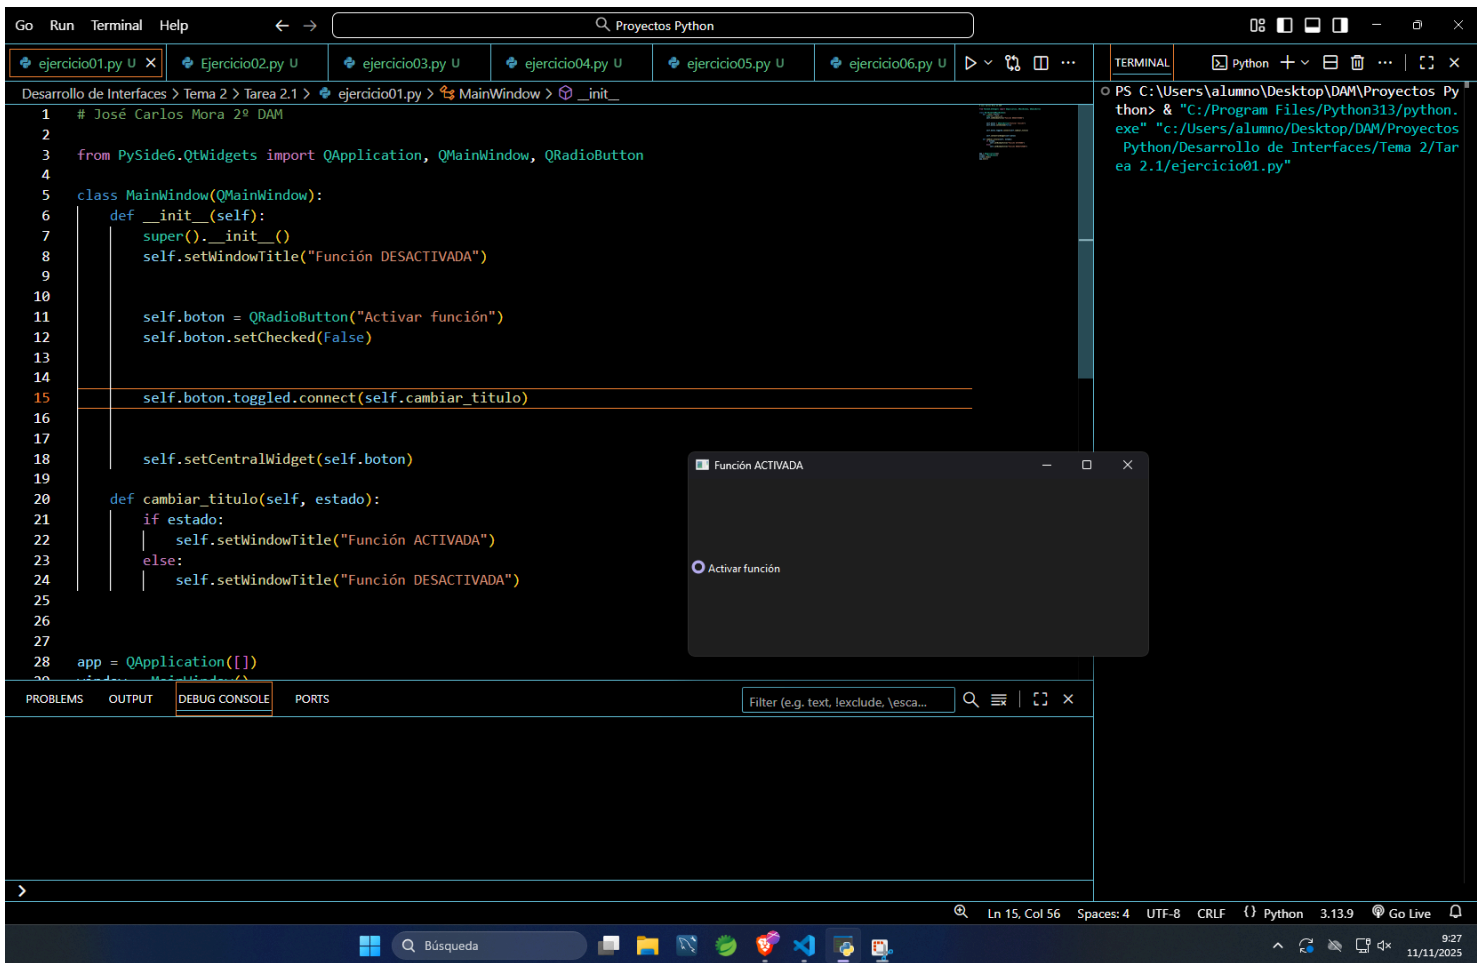 Go Run Terminal Help
Proyectos Python
ejercicio01.py U
Ejercicio02.py U
ejercicio03.py U
ejercicio04.py U
ejercicio05.py U
ejercicio06.py U
Desarrollo de Interfaces > Tema 2 > Tarea 2.1 > ejercicio01.py > MainWindow > __init__
1 # José Carlos Mora 2º DAM
2
3 from PySide6.QtWidgets import QApplication, QMainWindow, QRadioButton
4
5 class MainWindow(QMainWindow):
6 def __init__(self):
7 super().__init__()
8 self.setWindowTitle("Función DESACTIVADA")
9
10
11 self.boton = QRadioButton("Activar función")
12 self.boton.setChecked(False)
13
14
15 self.boton.toggled.connect(self.cambiar_titulo)
16
17
18 self.setCentralWidget(self.boton)
19
20 def cambiar_titulo(self, estado):
21 if estado:
22 self.setWindowTitle("Función ACTIVADA")
23 else:
24 self.setWindowTitle("Función DESACTIVADA")
25
26
27
28 app = QApplication([])
TERMINAL
Python
PS C:\Users\alumno\Desktop\DAM\Proyectos Py
thon> & "C:/Program Files/Python313/python.
exe" "c:/Users/alumno/Desktop/DAM/Proyectos
Python/Desarrollo de Interfaces/Tema 2/Tar
ea 2.1/ejercicio01.py"
Función ACTIVADA
Activar función
PROBLEMS OUTPUT DEBUG CONSOLE PORTS
Filter (e.g. text, !exclude, \esca...
Ln 15, Col 56 Spaces: 4 UTF-8 CRLF {} Python 3.13.9 Go Live
Búsqueda
9:27
11/11/2025